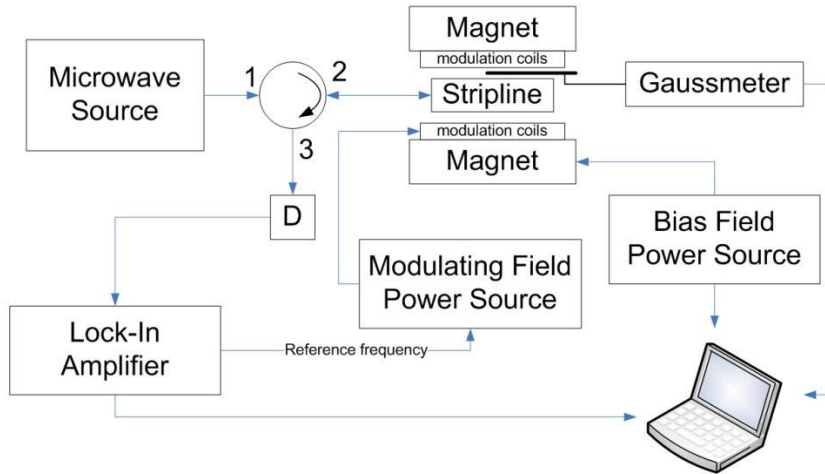 Microwave
Source
1
2
3
Magnet
modulation coils
Stripline
modulation coils
Magnet
Gaussmeter
D
Modulating Field
Power Source
Bias Field
Power Source
Lock-In
Amplifier
Reference frequency